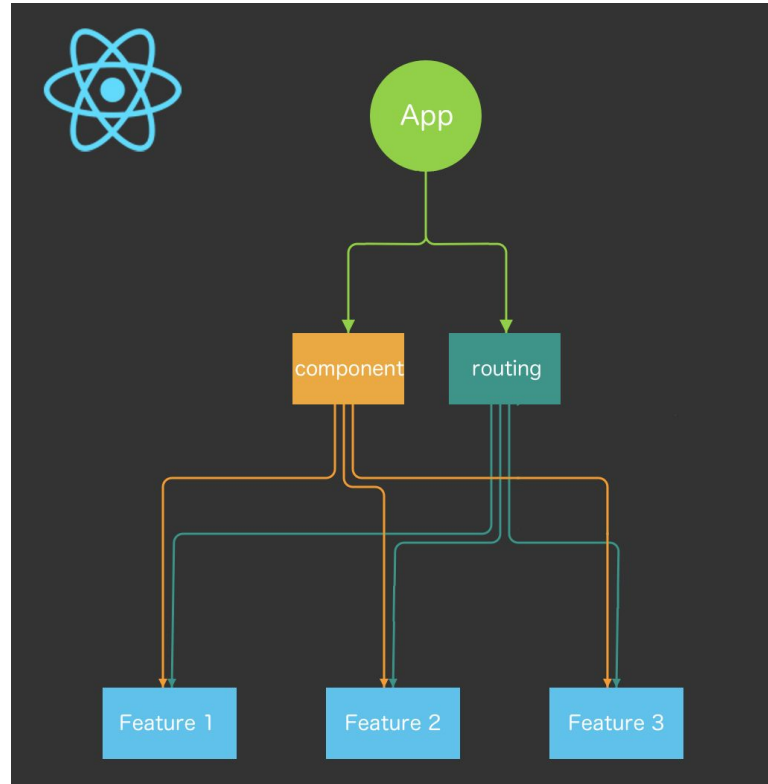 App
component
routing
Feature 1
Feature 2
Feature 3